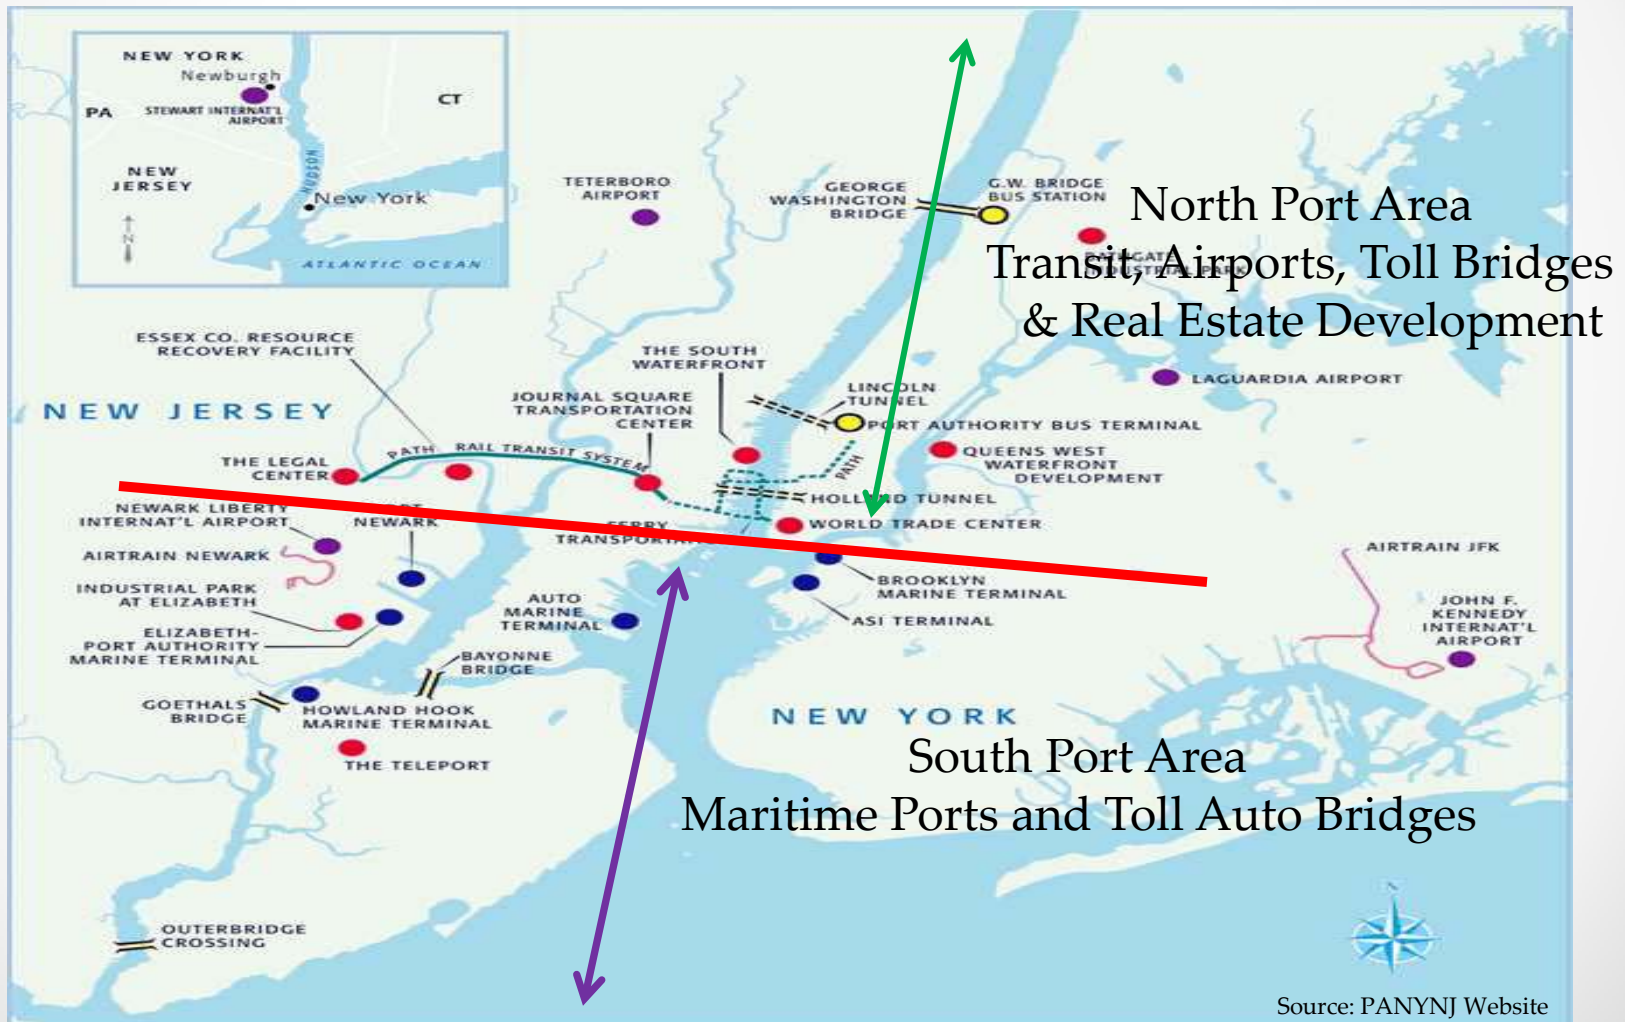 NEW YORK
Newburgh
STEWART INTERNAT'L
AIRPORT
PA
CT
NEW
JERSEY
HUDSON
New York
N
ATLANTIC OCEAN
TETERBORO
AIRPORT
GEORGE
WASHINGTON
BRIDGE
G.W. BRIDGE
BUS STATION
North Port Area
Transit, Airports, Toll Bridges
& Real Estate Development
BATHGATE
INDUSTRIAL PARK
ESSEX CO. RESOURCE
RECOVERY FACILITY
THE SOUTH
WATERFRONT
LAGUARDIA AIRPORT
NEW JERSEY
JOURNAL SQUARE
TRANSPORTATION
CENTER
LINCOLN
TUNNEL
PORT AUTHORITY BUS TERMINAL
PATH RAIL TRANSIT SYSTEM
THE LEGAL
CENTER
PATH
QUEENS WEST
WATERFRONT
DEVELOPMENT
HOLLAND TUNNEL
WORLD TRADE CENTER
NEWARK LIBERTY
INTERNAT'L AIRPORT
NEWARK
FERRY
AIRTRAIN NEWARK
AIRTRAIN JFK
INDUSTRIAL PARK
AT ELIZABETH
BROOKLYN
MARINE TERMINAL
AUTO
MARINE
TERMINAL
ASI TERMINAL
JOHN F.
KENNEDY
INTERNAT'L
AIRPORT
ELIZABETH-
PORT AUTHORITY
MARINE TERMINAL
BAYONNE
BRIDGE
GOETHALS
BRIDGE
HOWLAND HOOK
MARINE TERMINAL
NEW YORK
THE TELEPORT
South Port Area
Maritime Ports and Toll Auto Bridges
OUTERBRIDGE
CROSSING
N
Source: PANYNJ Website